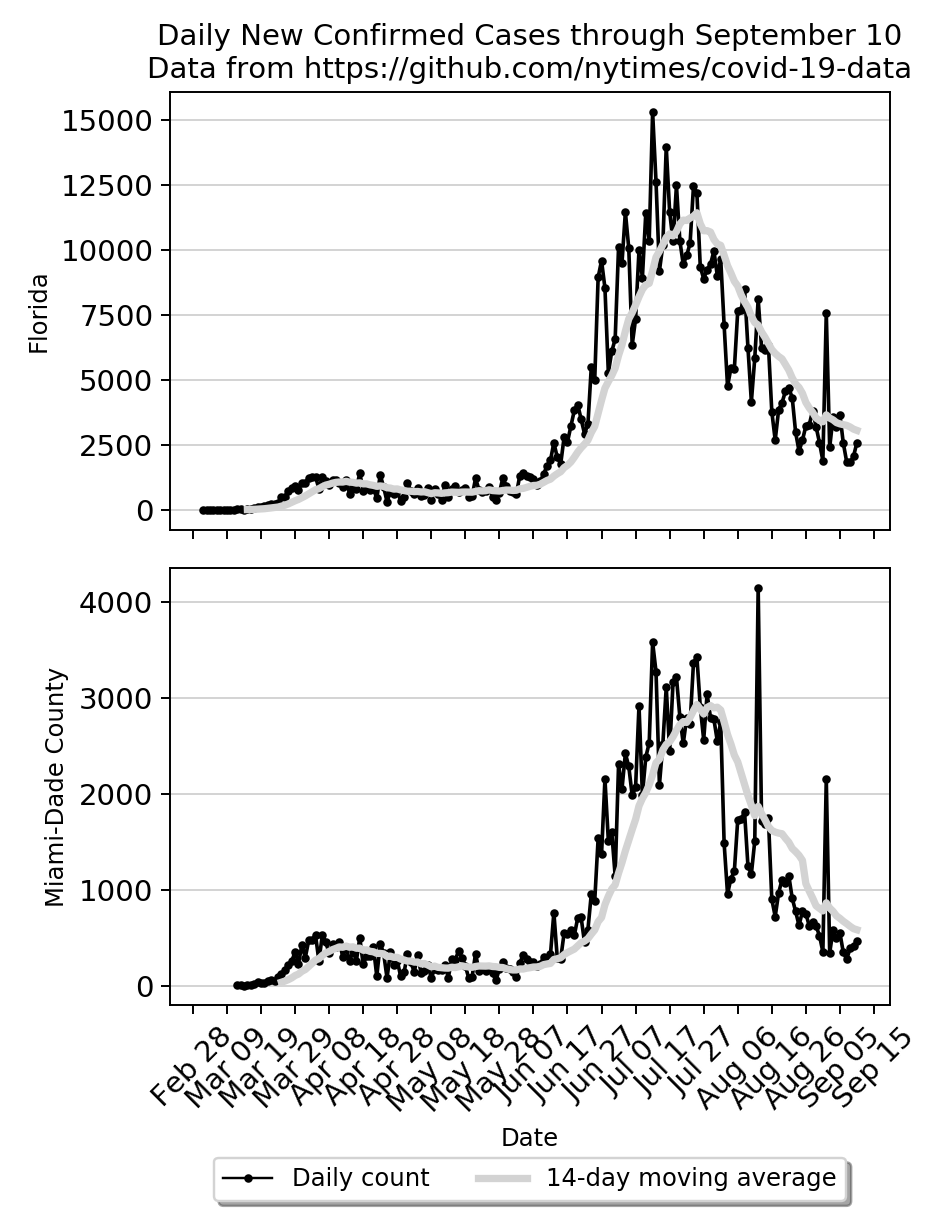 Daily New Confirmed Cases through September 10
Data from https://github.com/nytimes/covid-19-data
15000
12500
10000
7500
5000
2500
0
Florida
4000
3000
2000
1000
0
Miami-Dade County
Feb 28
Mar 09
Mar 19
Mar 29
Apr 08
Apr 18
Apr 28
May 08
May 18
May 28
Jun 07
Jun 17
Jun 27
Jul 07
Jul 17
Jul 27
Aug 06
Aug 16
Aug 26
Sep 05
Sep 15
Date
Daily count
14-day moving average